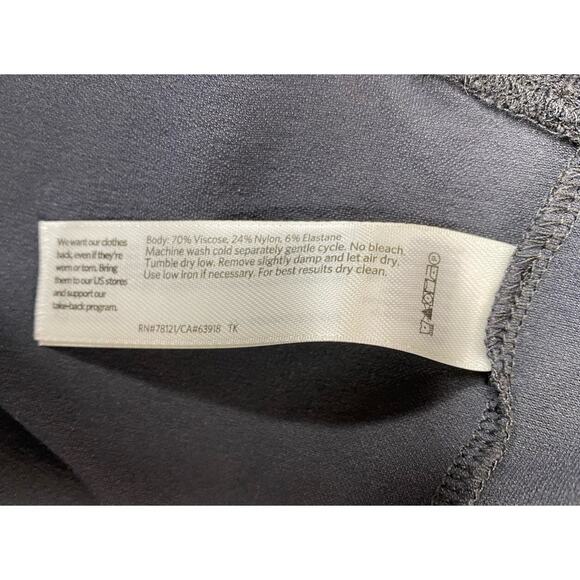 We want our clothes
back, even if they're
worn or torn. Bring
them to our US stores
and support our
take-back program.
Body: 70% Viscose, 24% Nylon, 6% Elastane
Machine wash cold separately gentle cycle. No bleach.
Tumble dry low. Remove slightly damp and let air dry.
Use low iron if necessary. For best results dry clean.
RN#78121/CA#63918 TK